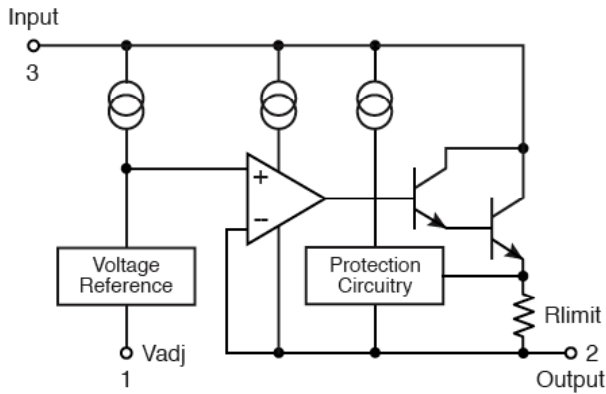 Input
3
+
--
Voltage
Reference
Protection
Circuitry
Rlimit
Vadj
1
2
Output